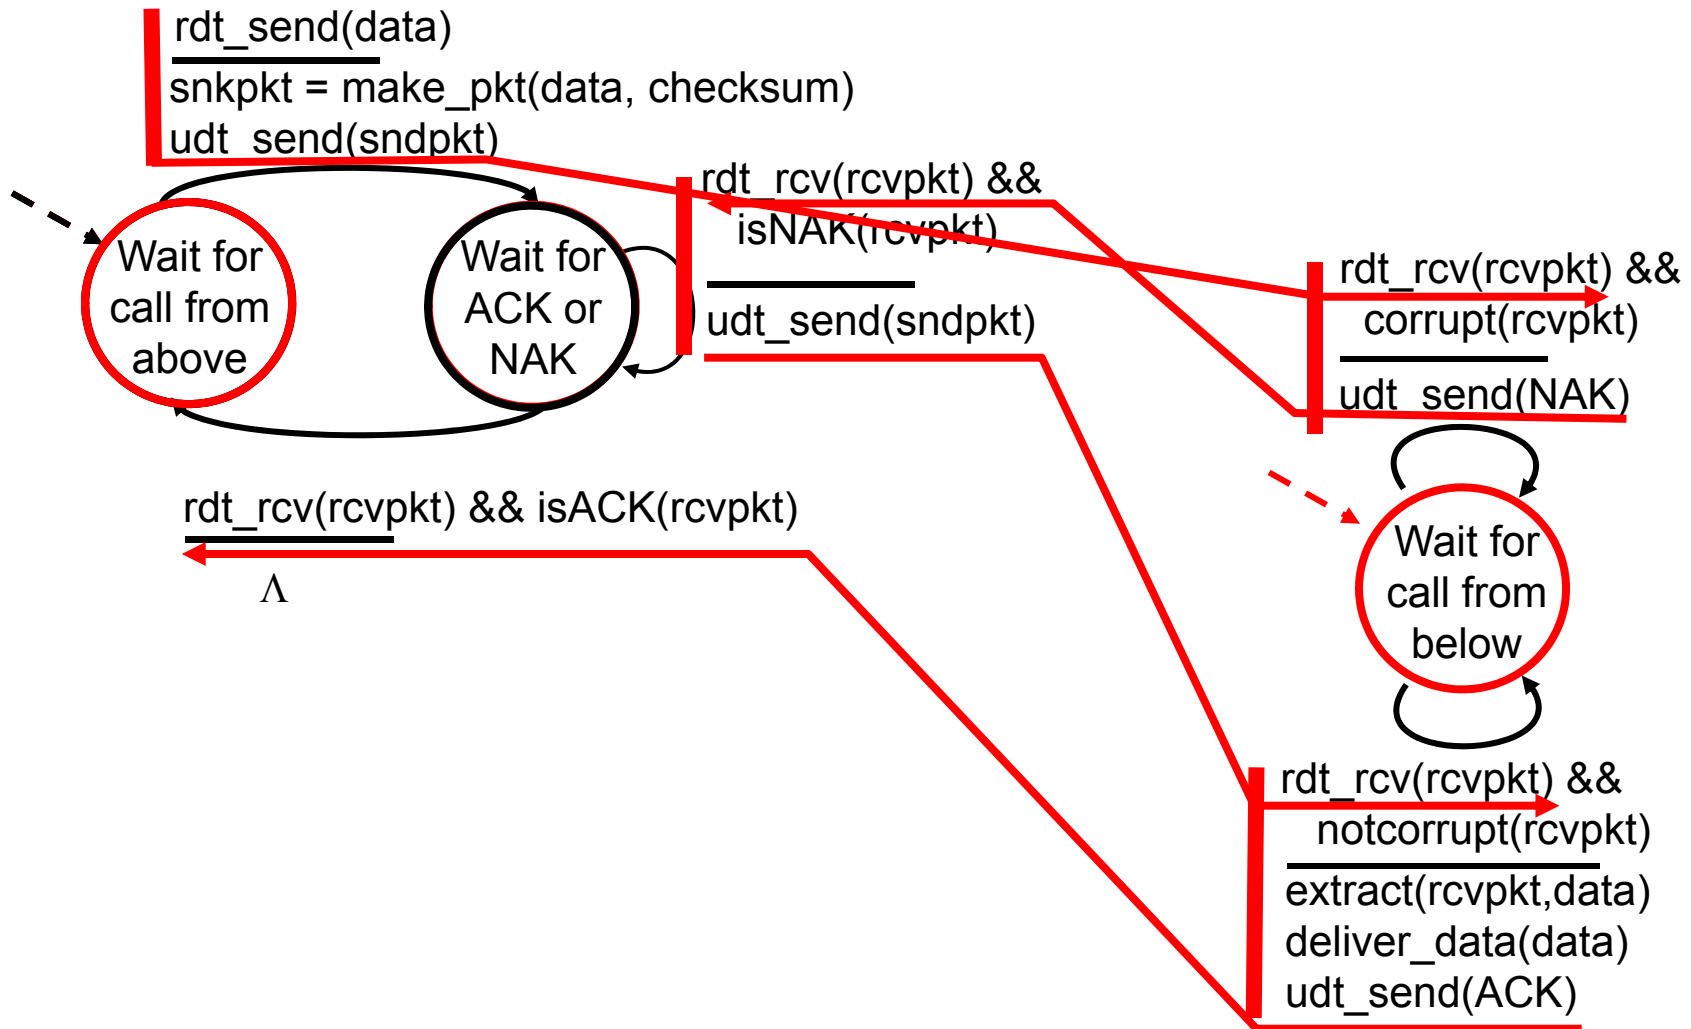 rdt_send(data)
snkpkt = make_pkt(data, checksum)
udt_send(sndpkt)
Wait for
call from
above
Wait for
ACK or
NAK
rdt_rcv(rcvpkt) &&
isNAK(rcvpkt)
udt_send(sndpkt)
rdt_rcv(rcvpkt) && isACK(rcvpkt)
Λ
rdt_rcv(rcvpkt) &&
corrupt(rcvpkt)
udt_send(NAK)
Wait for
call from
below
rdt_rcv(rcvpkt) &&
notcorrupt(rcvpkt)
extract(rcvpkt,data)
deliver_data(data)
udt_send(ACK)